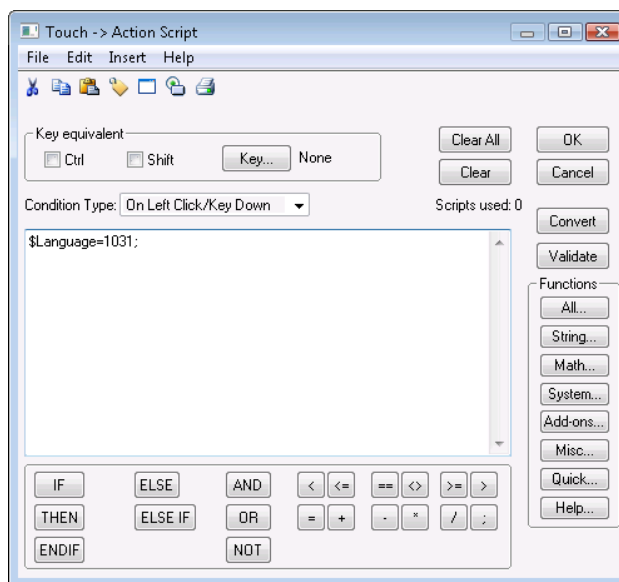 Touch -> Action Script
File Edit Insert Help
Key equivalent
Ctrl Shift Key... None
Clear All OK
Clear Cancel
Condition Type: On Left Click/Key Down Scripts used: 0
Convert
$Language=1031;
Validate
Functions
All...
String...
Math...
System...
Add-ons...
Misc...
Quick...
Help...
IF ELSE AND < <= == <> >= >
THEN ELSE IF OR = + - * / ;
ENDIF NOT